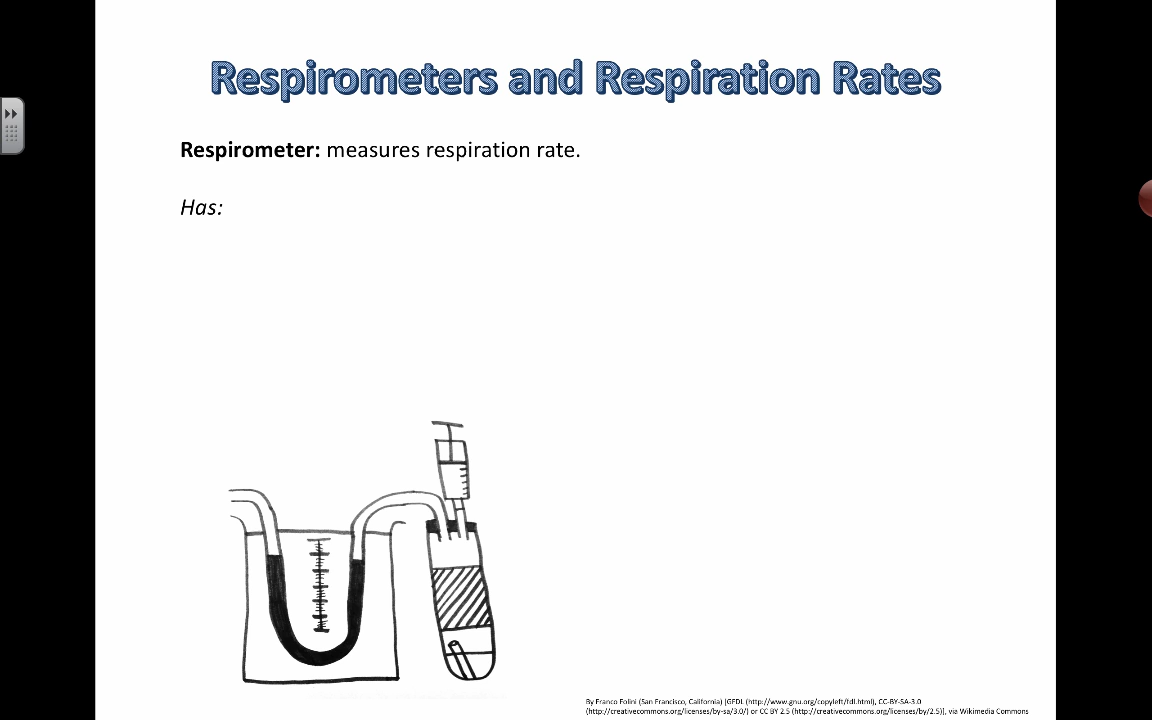 Respirometers and Respiration Rates
Respirometer: measures respiration rate.
Has:
By Franco Folini (San Francisco, California) [GFDL (http://www.gnu.org/copyleft/fdl.html), CC-BY-SA-3.0
(http://creativecommons.org/licenses/by-sa/3.0/) or CC BY 2.5 (http://creativecommons.org/licenses/by/2.5)], via Wikimedia Commons